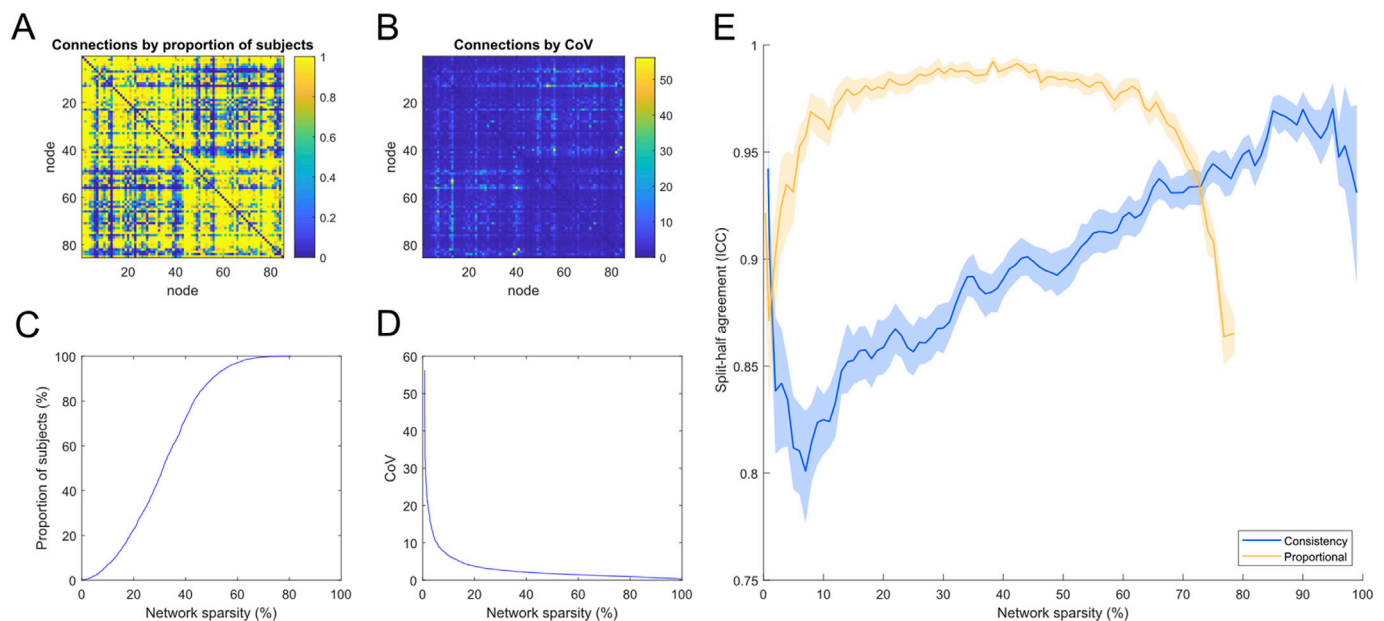 A
Connections by proportion of subjects
1
0.8
0.6
0.4
0.2
0
20
40
60
80
node
20 40 60 80
node
B
Connections by CoV
50
40
30
20
10
0
20
40
60
80
node
20 40 60 80
node
C
100
80
60
40
20
0
Proportion of subjects (%)
0 20 40 60 80 100
Network sparsity (%)
D
60
50
40
30
20
10
0
CoV
0 20 40 60 80 100
Network sparsity (%)
E
1
0.95
0.9
0.85
0.8
0.75
Split-half agreement (ICC)
0 10 20 30 40 50 60 70 80 90 100
Network sparsity (%)
Consistency
Proportional